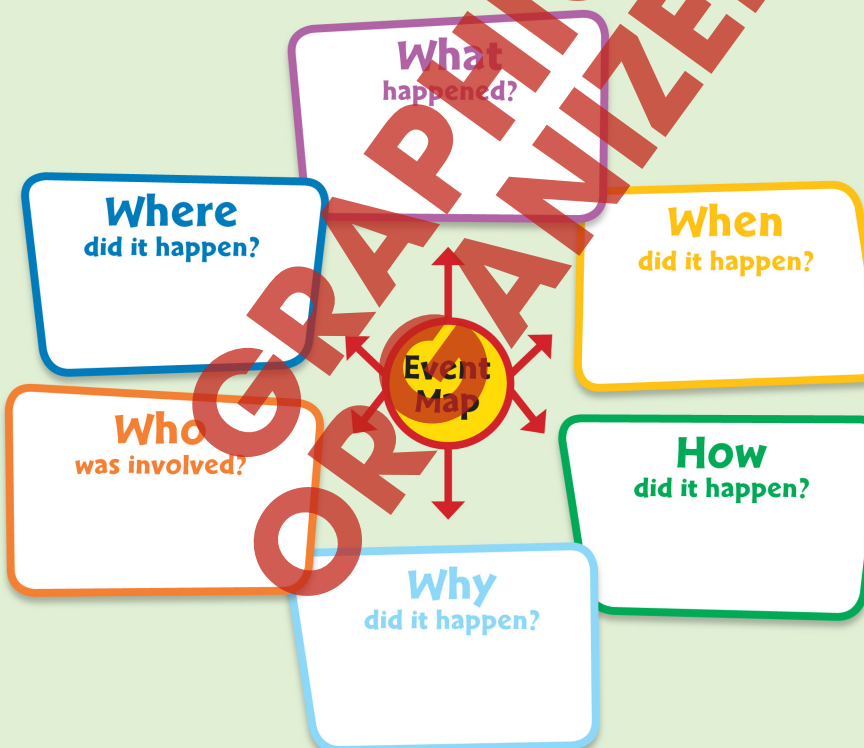 What
happened?
Where
did it happen?
When
did it happen?
Event
Map
Who
was involved?
How
did it happen?
Why
did it happen?
GRAPHIC
ORGANIZER